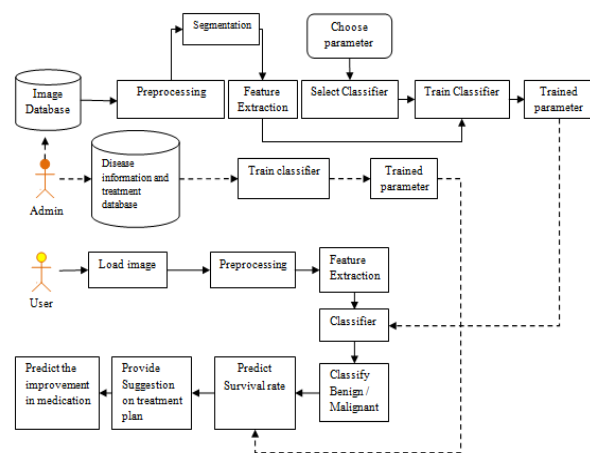 Segmentation
Choose
parameter
Image
Database
Preprocessing
Feature
Extraction
Select Classifier
Train Classifier
Trained
parameter
Disease
information and
treatment
database
Train classifier
Trained
parameter
Admin
Load image
Preprocessing
Feature
Extraction
User
Classifier
Predict the
improvement
in medication
Provide
Suggestion
on treatment
plan
Predict
Survival rate
Classify
Benign /
Malignant